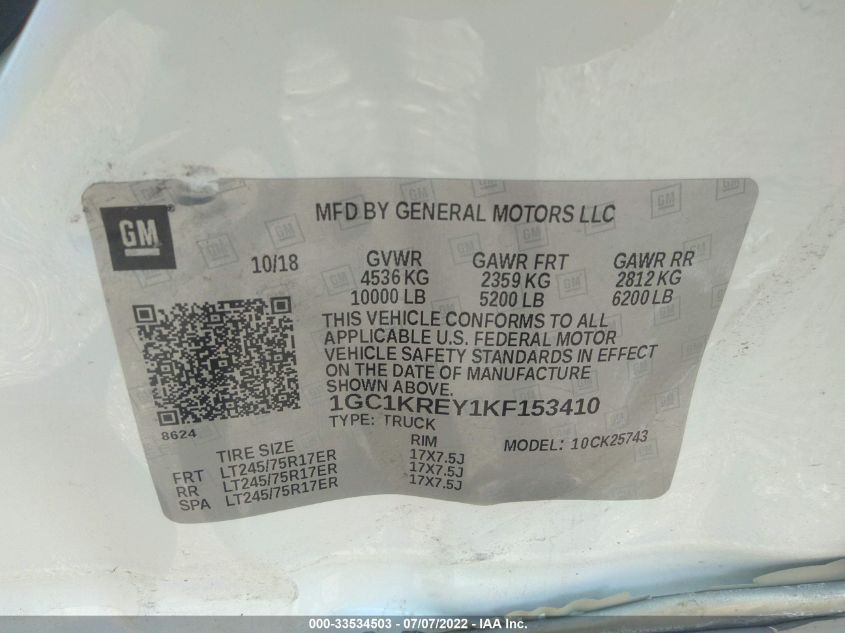 GM
MFD BY GENERAL MOTORS LLC
10/18
GVWR GAWR FRT GAWR RR
4536 KG 2359 KG 2812 KG
10000 LB 5200 LB 6200 LB
THIS VEHICLE CONFORMS TO ALL
APPLICABLE U.S. FEDERAL MOTOR
VEHICLE SAFETY STANDARDS IN EFFECT
ON THE DATE OF MANUFACTURE
SHOWN ABOVE.
1GC1KREY1KF153410
8624
TYPE: TRUCK
MODEL: 10CK25743
TIRE SIZE RIM
FRT LT245/75R17ER 17X7.5J
RR LT245/75R17ER 17X7.5J
SPA LT245/75R17ER 17X7.5J
000-33534503 - 07/07/2022 - IAA Inc.